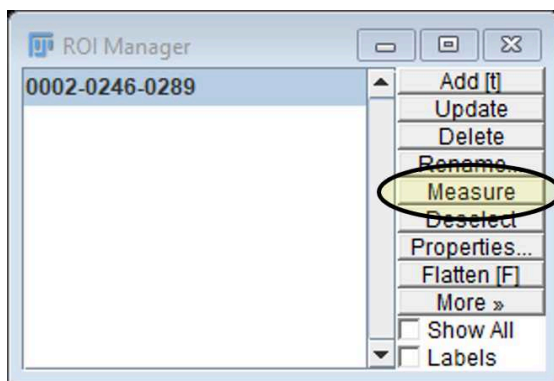 ROI Manager
0002-0246-0289
Add [t]
Update
Delete
Rename...
Measure
Deselect
Properties...
Flatten [F]
More »
Show All
Labels